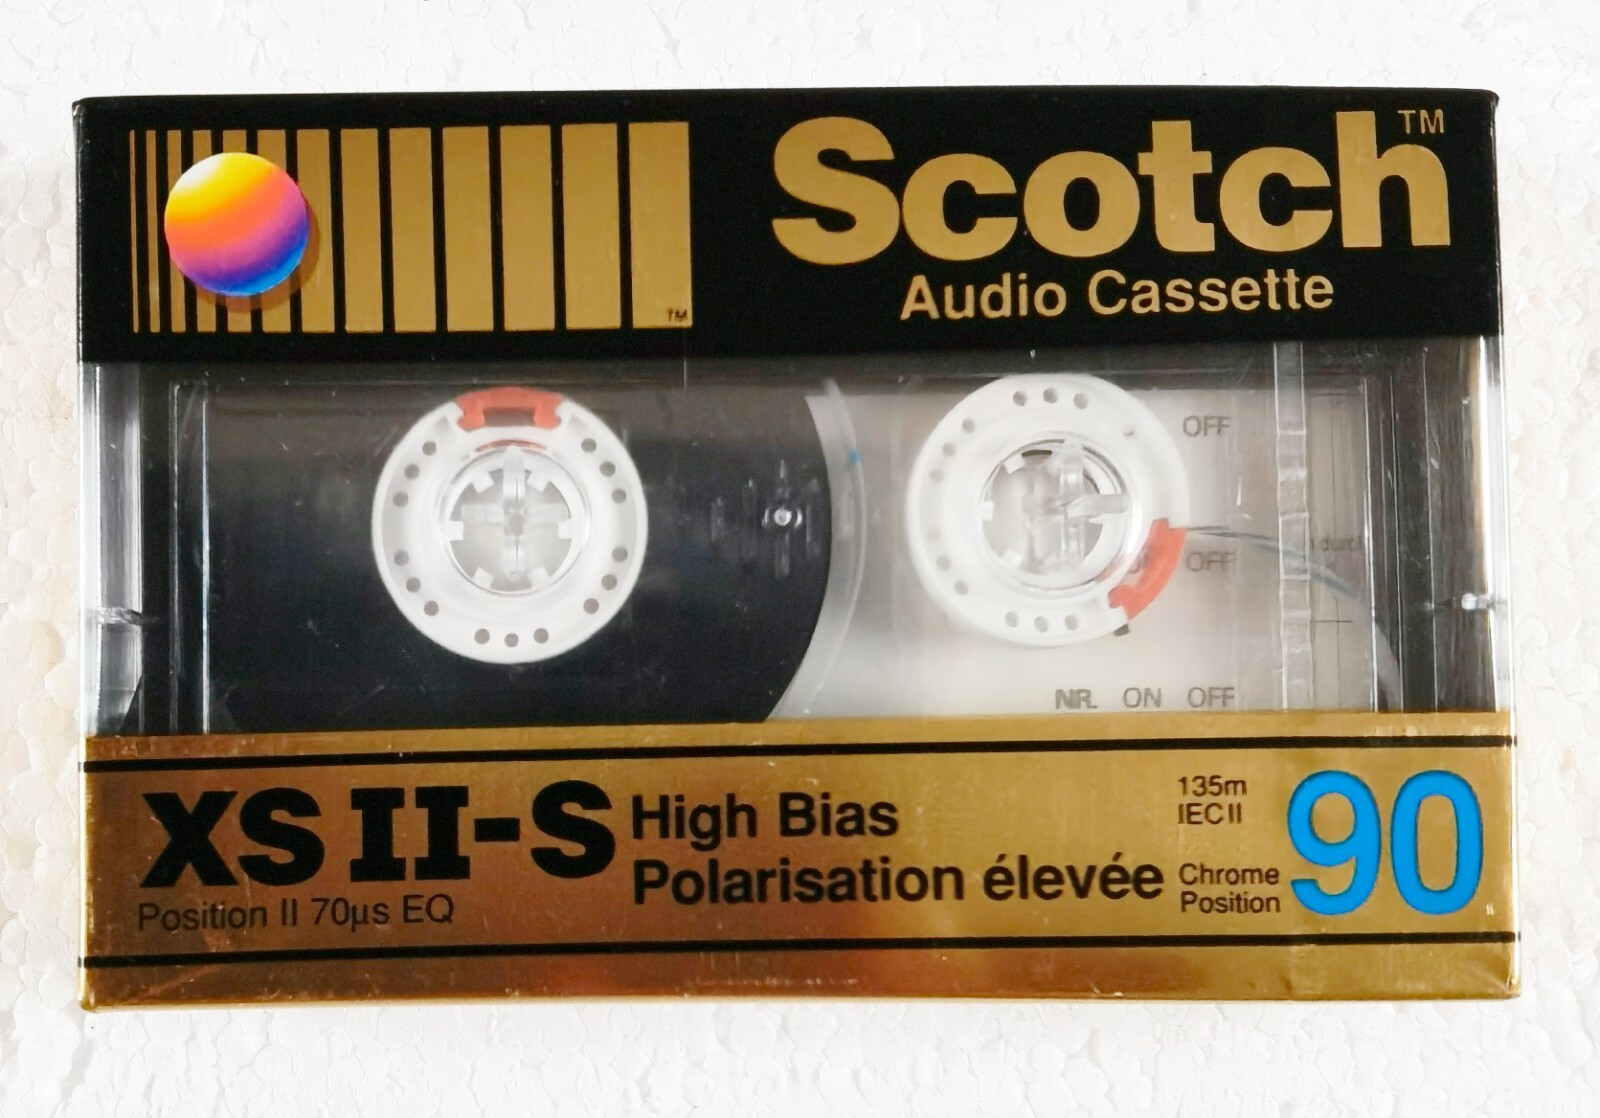 Scotch™
™
Audio Cassette
OFF
OFF
NR. ON OFF
XS II-S
High Bias
Polarisation élevée
Position II 70µs EQ
135m
IEC II
Chrome
Position
90